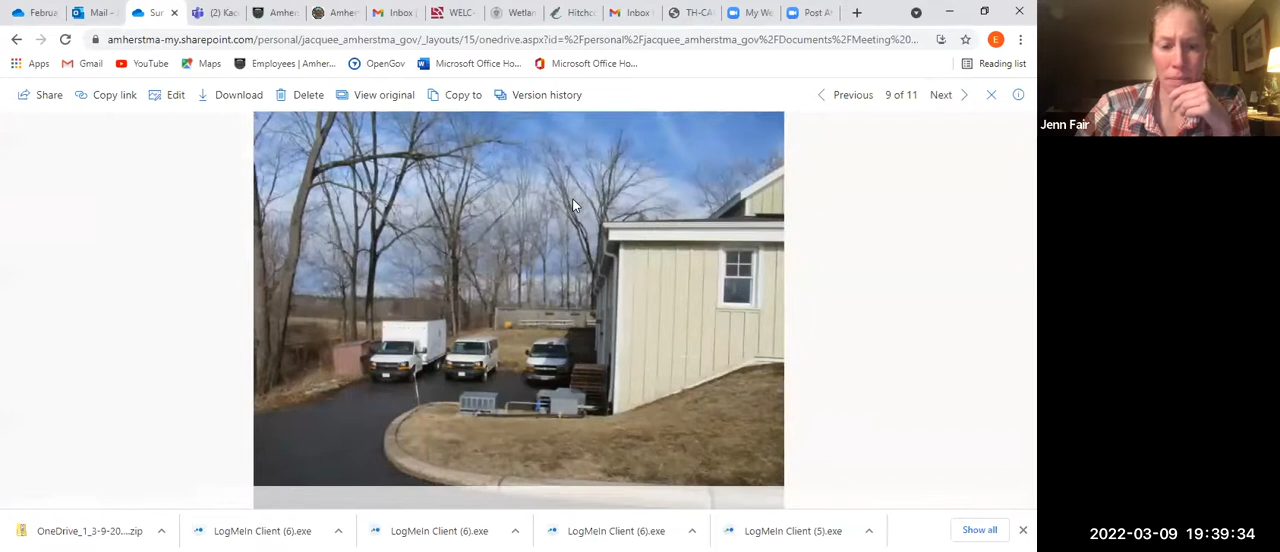 Februa
Mail -
Sur
(2) Kac
Amher
Amher
Inbox (
WELC
Wetlan
Hitchco
Inbox
TH-CA
My We
Post At
amherstma-my.sharepoint.com/personal/jacquee_amherstma_gov/_layouts/15/onedrive.aspx?id=%2Fpersonal%2Fjacquee_amherstma_gov%2FDocuments%2FMeeting%20...
E
Apps
Gmail
YouTube
Maps
Employees | Amher...
OpenGov
Microsoft Office Ho...
Microsoft Office Ho...
Reading list
Share
Copy link
Edit
Download
Delete
View original
Copy to
Version history
Previous
9 of 11
Next
Jenn Fair
OneDrive_1_3-9-20....zip
LogMeIn Client (6).exe
LogMeIn Client (6).exe
LogMeIn Client (6).exe
LogMeIn Client (5).exe
Show all
2022-03-09 19:39:34